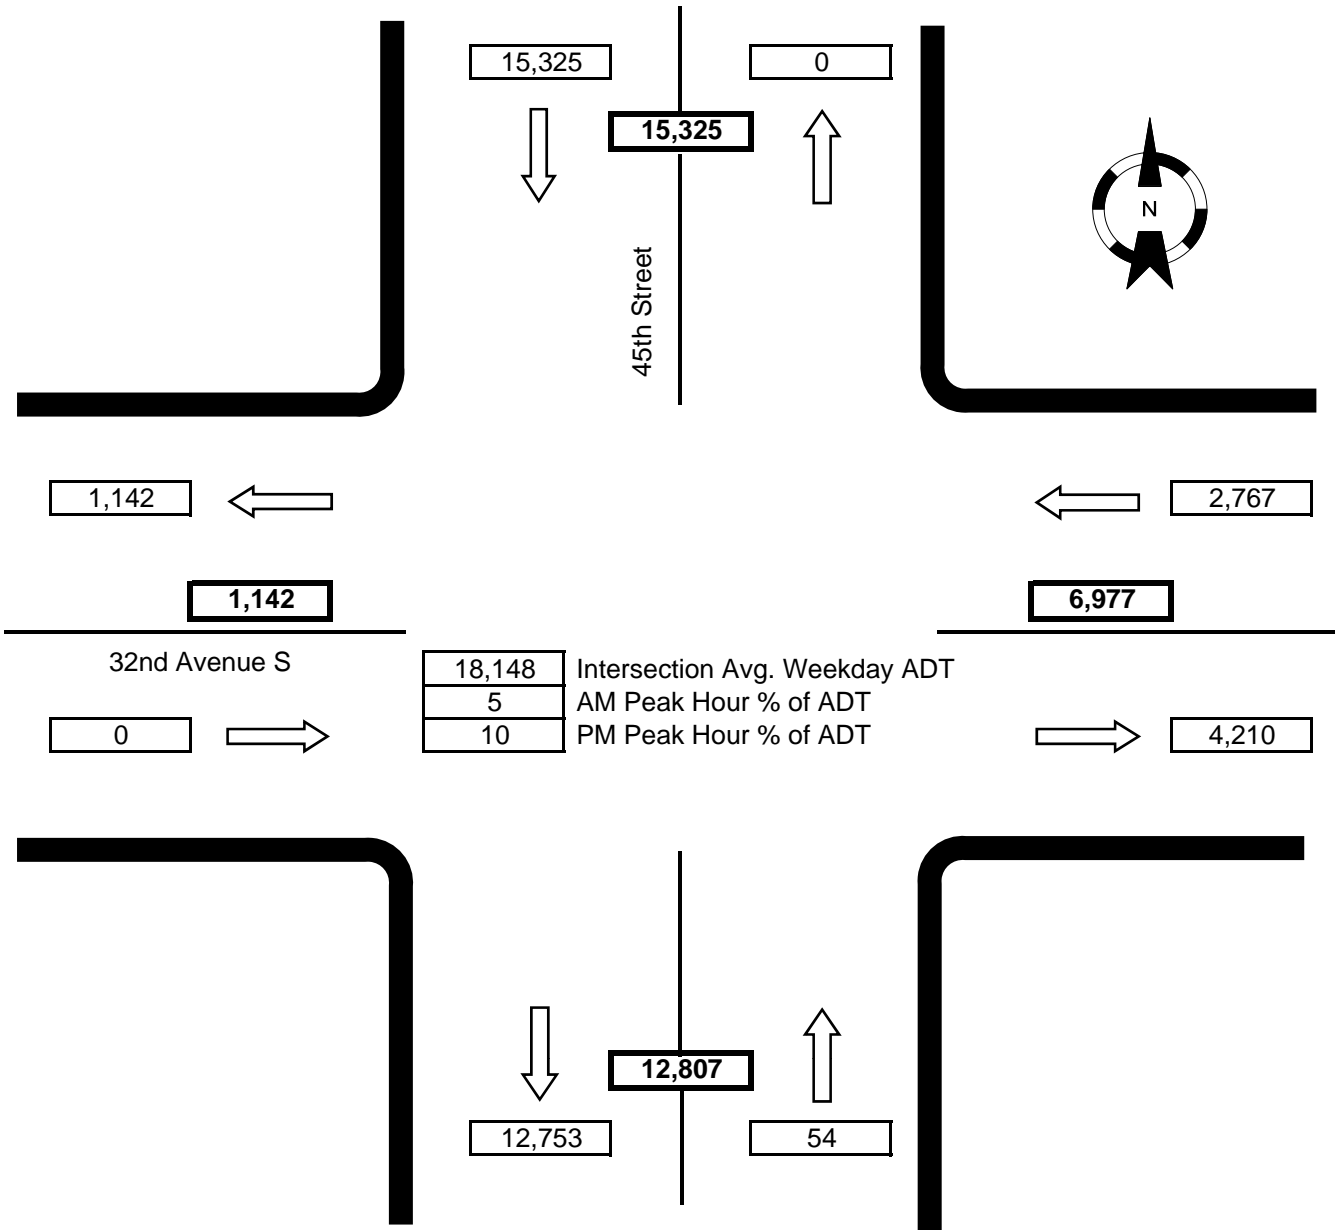 15,325
0
15,325
N
45th Street
1,142
2,767
1,142
6,977
32nd Avenue S
18,148 Intersection Avg. Weekday ADT
5 AM Peak Hour % of ADT
10 PM Peak Hour % of ADT
0
4,210
12,807
12,753
54